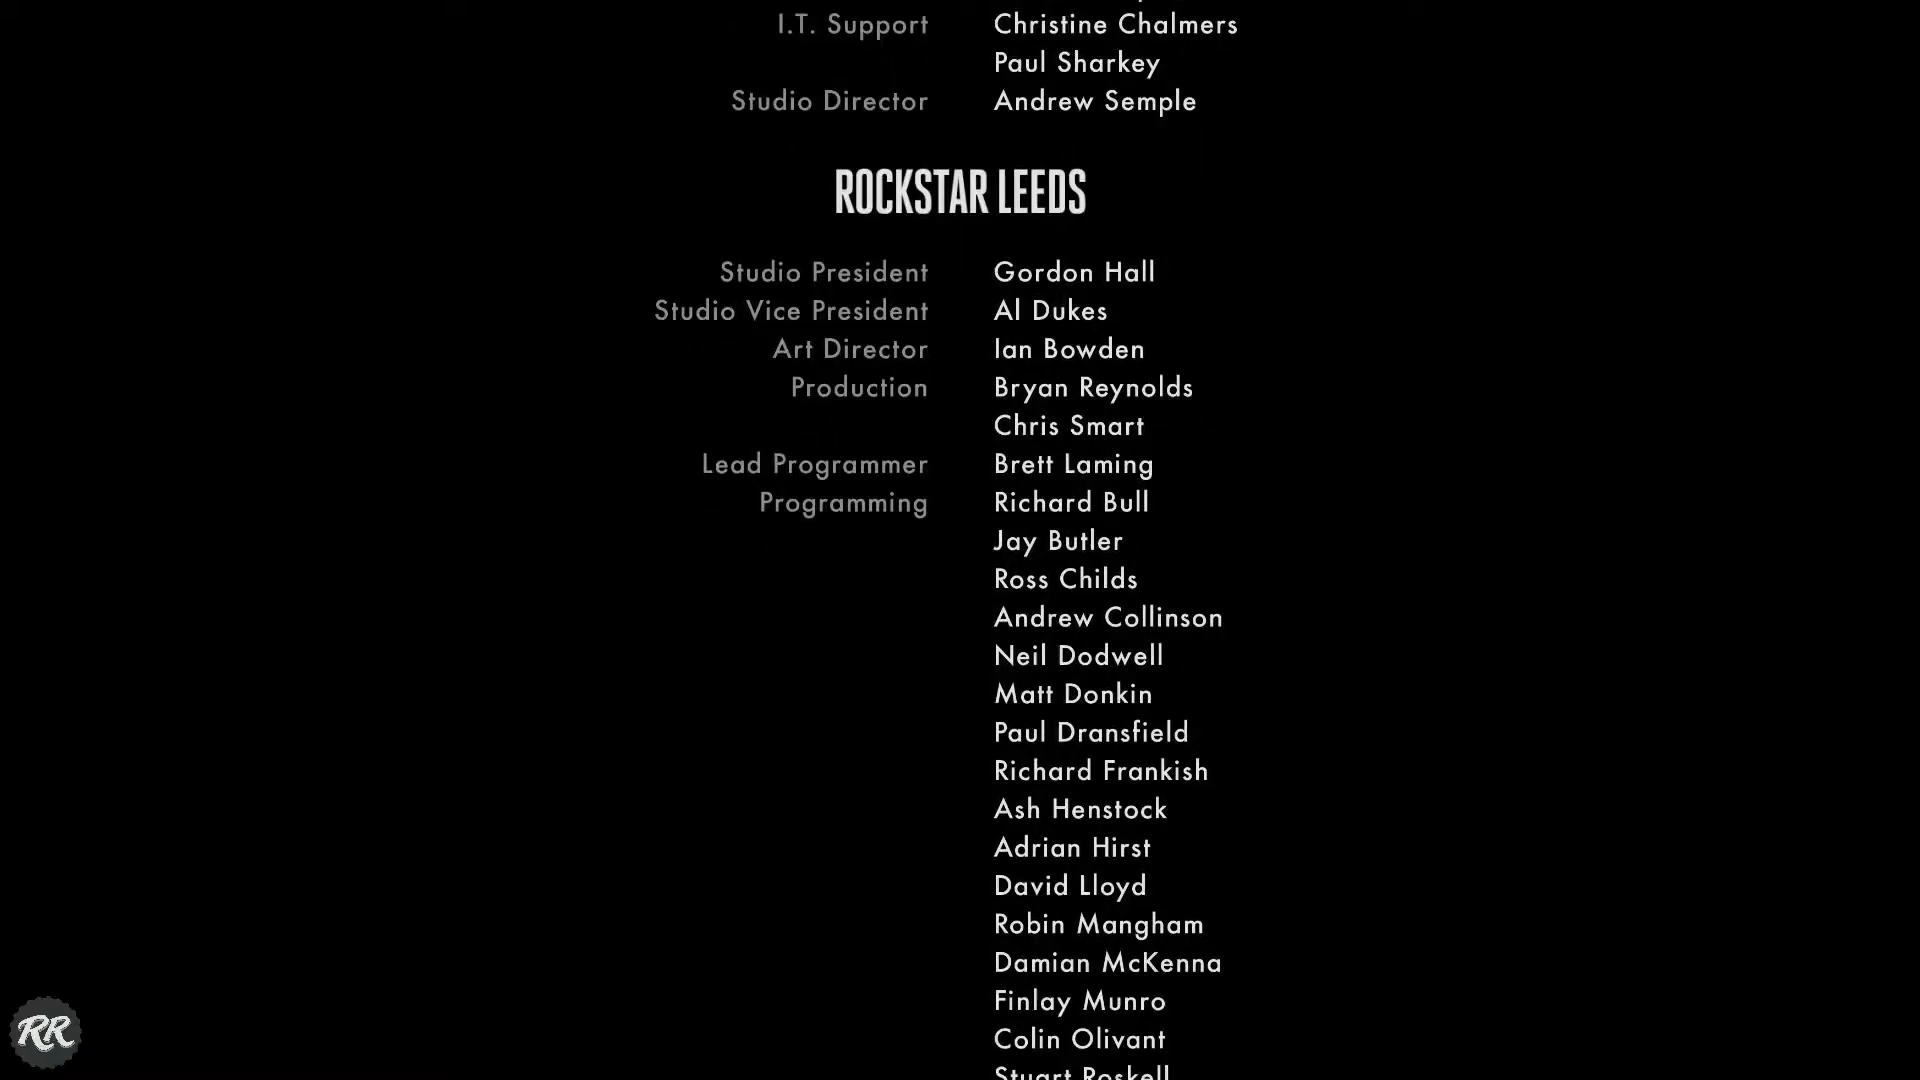 I.T. Support Christine Chalmers
Paul Sharkey
Studio Director Andrew Semple
ROCKSTAR LEEDS
Studio President Gordon Hall
Studio Vice President Al Dukes
Art Director Ian Bowden
Production Bryan Reynolds
Chris Smart
Lead Programmer Brett Laming
Programming Richard Bull
Jay Butler
Ross Childs
Andrew Collinson
Neil Dodwell
Matt Donkin
Paul Dransfield
Richard Frankish
Ash Henstock
Adrian Hirst
David Lloyd
Robin Mangham
Damian McKenna
Finlay Munro
Colin Olivant
Stuart Roskell
RR